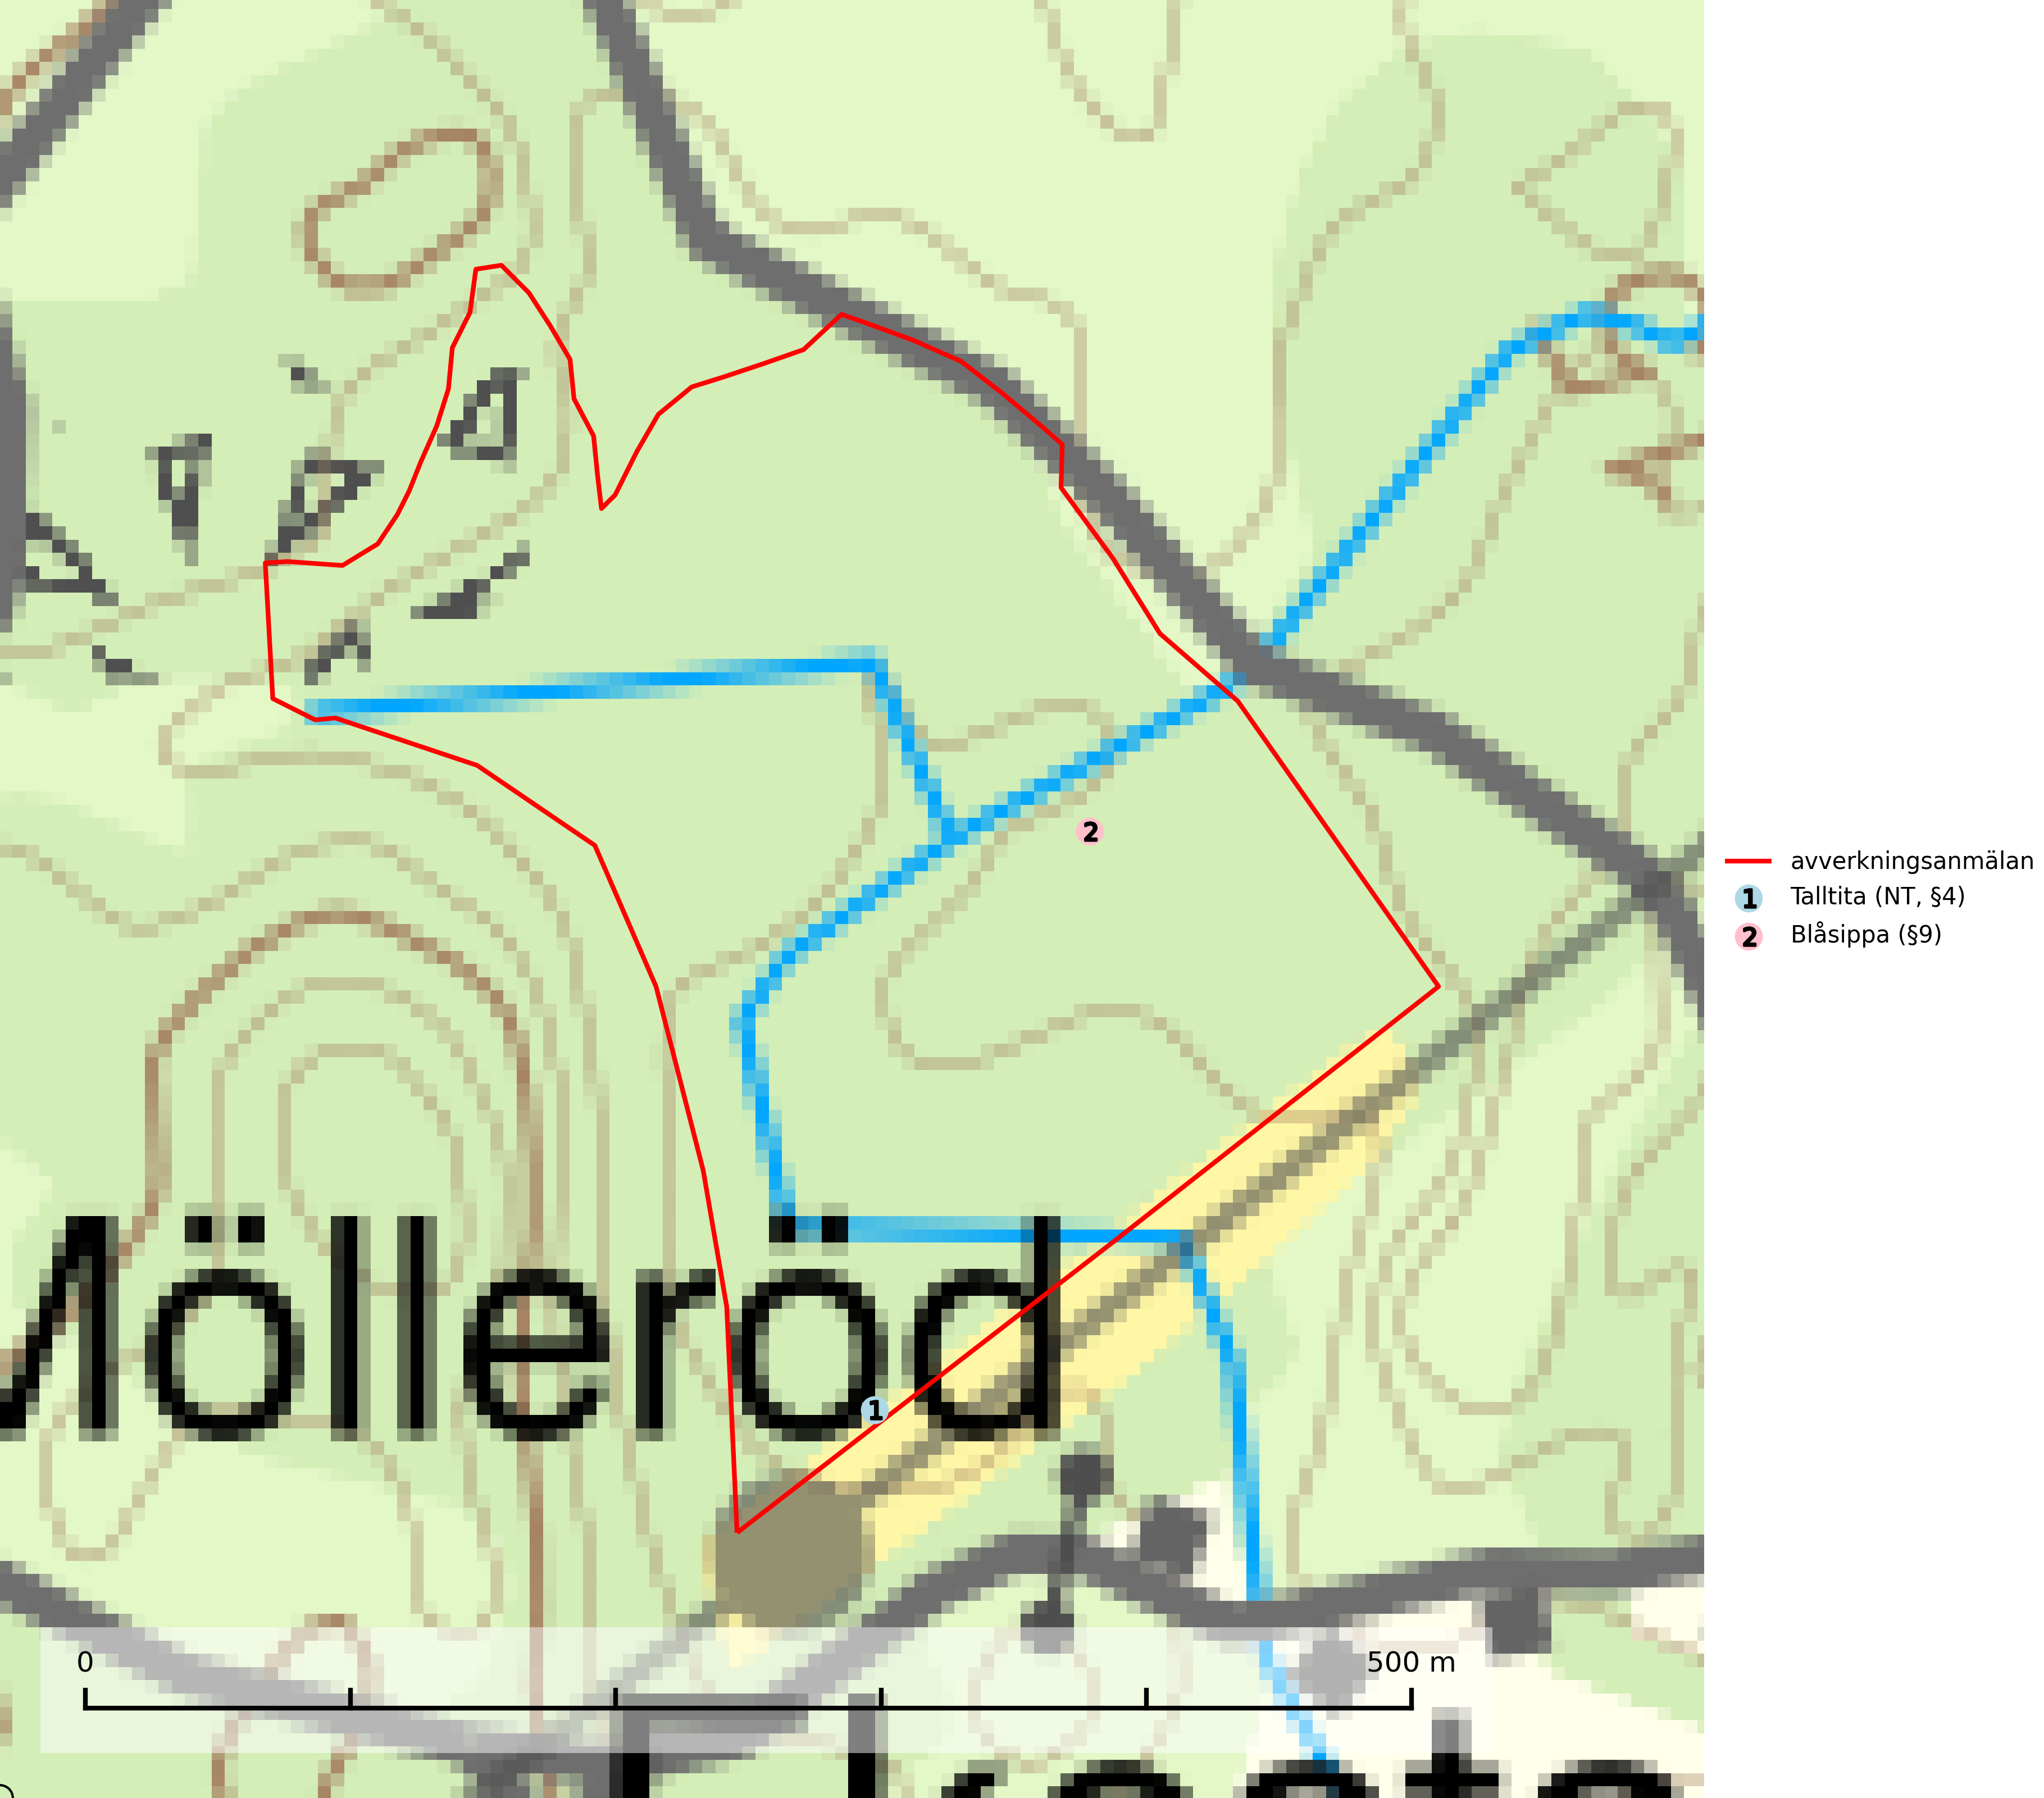 2
avverkningsanmälan
1 Talltita (NT, §4)
2 Blåsippa (§9)
Mölleröd
1
0 500 m